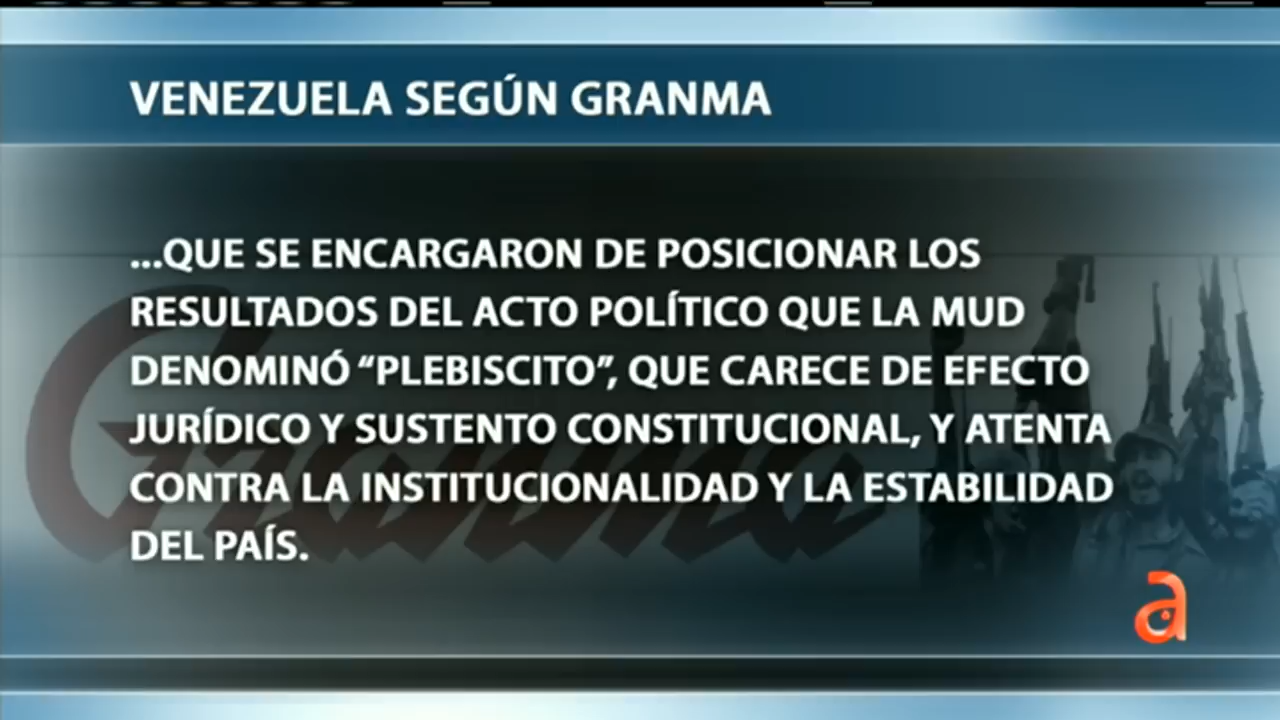 VENEZUELA SEGÚN GRANMA
...QUE SE ENCARGARON DE POSICIONAR LOS
RESULTADOS DEL ACTO POLÍTICO QUE LA MUD
DENOMINÓ “PLEBISCITO”, QUE CARECE DE EFECTO
JURÍDICO Y SUSTENTO CONSTITUCIONAL, Y ATENTA
CONTRA LA INSTITUCIONALIDAD Y LA ESTABILIDAD
DEL PAÍS.
Granma
a